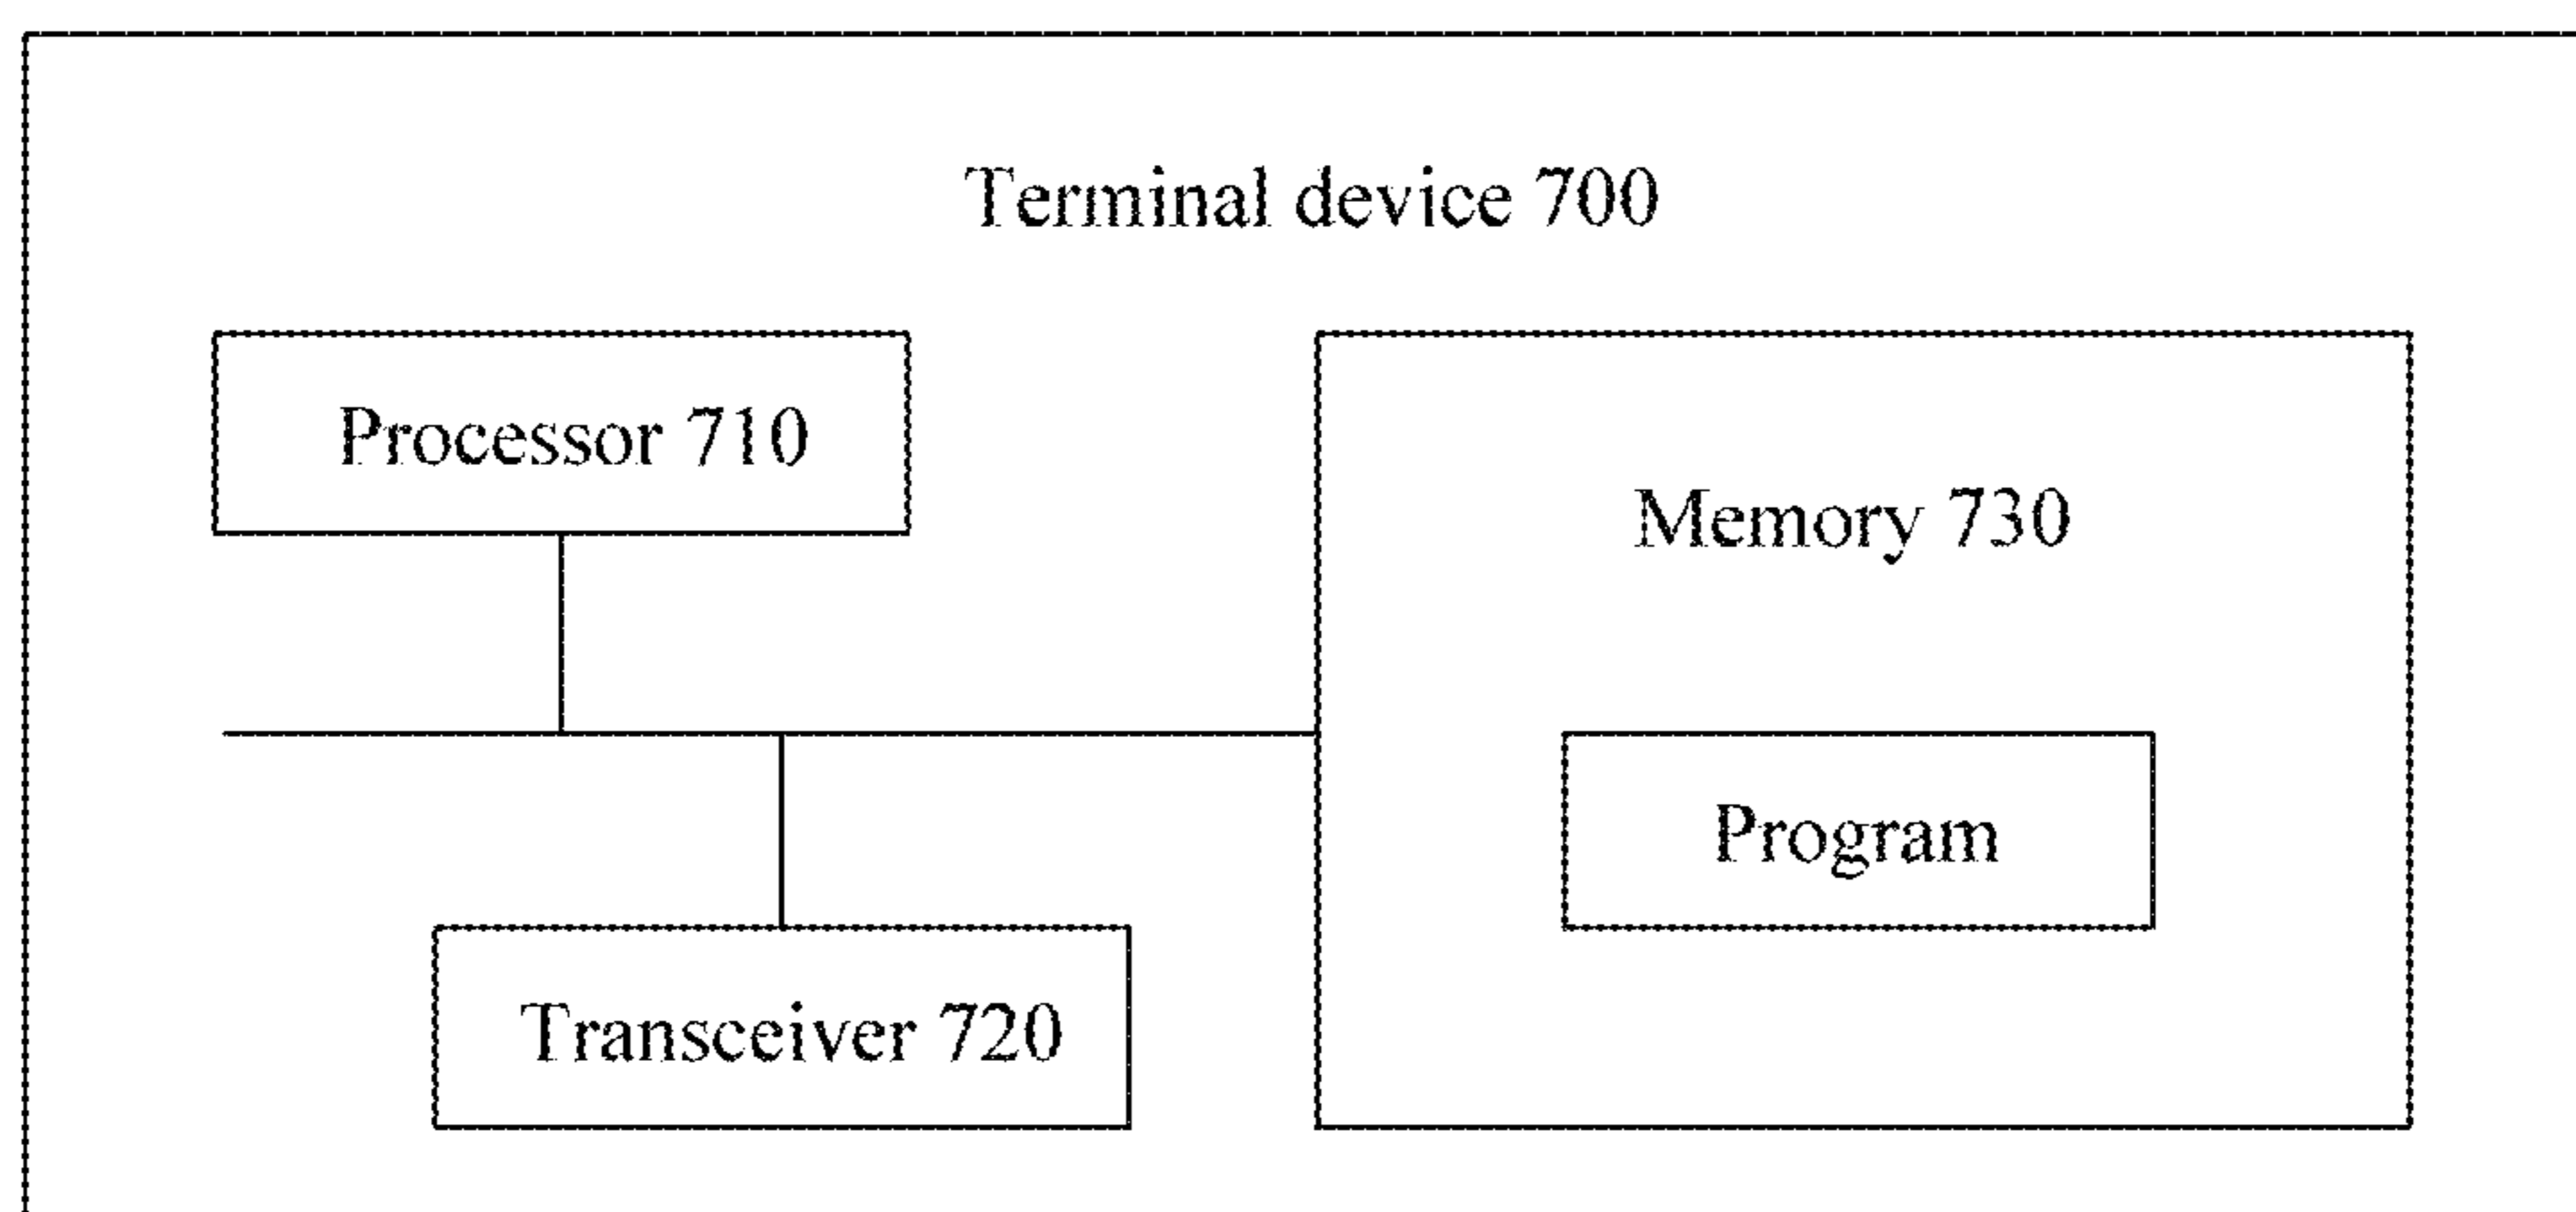 Terminal device 700
Processor 710
Memory 730
Program
Transceiver 720